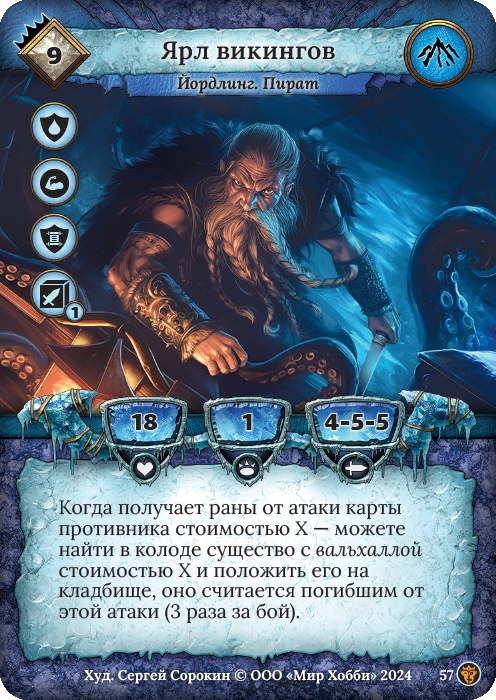 9
Ярл викингов
Йордлинг. Пират
1
18
1
4-5-5
Когда получает раны от атаки карты
противника стоимостью X — можете
найти в колоде существо с вальхаллой
стоимостью X и положить его на
кладбище, оно считается погибшим от
этой атаки (3 раза за бой).
Худ. Сергей Сорокин © ООО «Мир Хобби» 2024
57